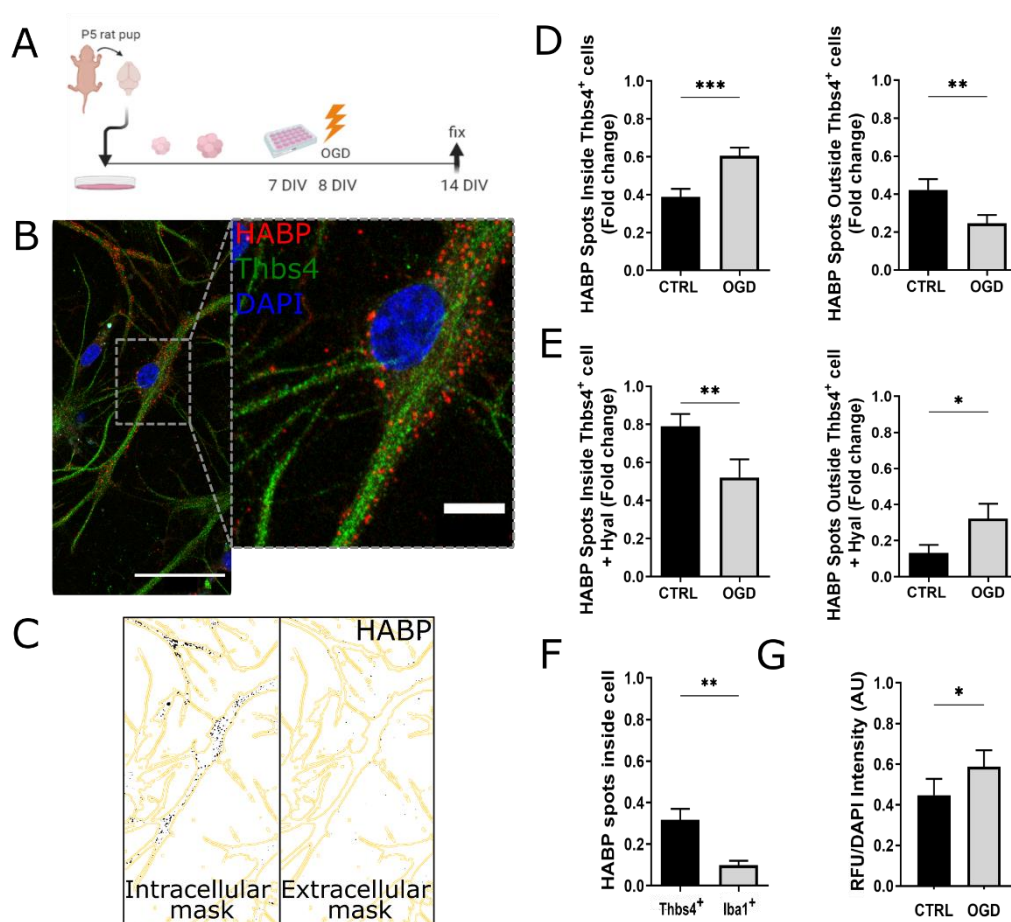 A
P5 rat pup
OGD
fix
7 DIV
8 DIV
14 DIV
B
HABP
Thbs4
DAPI
C
HABP
Intracellular
mask
Extracellular
mask
D
HABP Spots Inside Thbs4+ cells
(Fold change)
1.0
0.8
0.6
0.4
0.2
0.0
***
CTRL
OGD
HABP Spots Outside Thbs4+ cells
(Fold change)
1.0
0.8
0.6
0.4
0.2
0.0
**
CTRL
OGD
E
HABP Spots Inside Thbs4+ cell
+ Hyal (Fold change)
1.0
0.8
0.6
0.4
0.2
0.0
**
CTRL
OGD
HABP Spots Outside Thbs4+ cell
+ Hyal (Fold change)
1.0
0.8
0.6
0.4
0.2
0.0
*
CTRL
OGD
F
HABP spots inside cell
1.0
0.8
0.6
0.4
0.2
0.0
**
Thbs4+
Iba1+
G
RFU/DAPI Intensity (AU)
1.0
0.8
0.6
0.4
0.2
0.0
*
CTRL
OGD